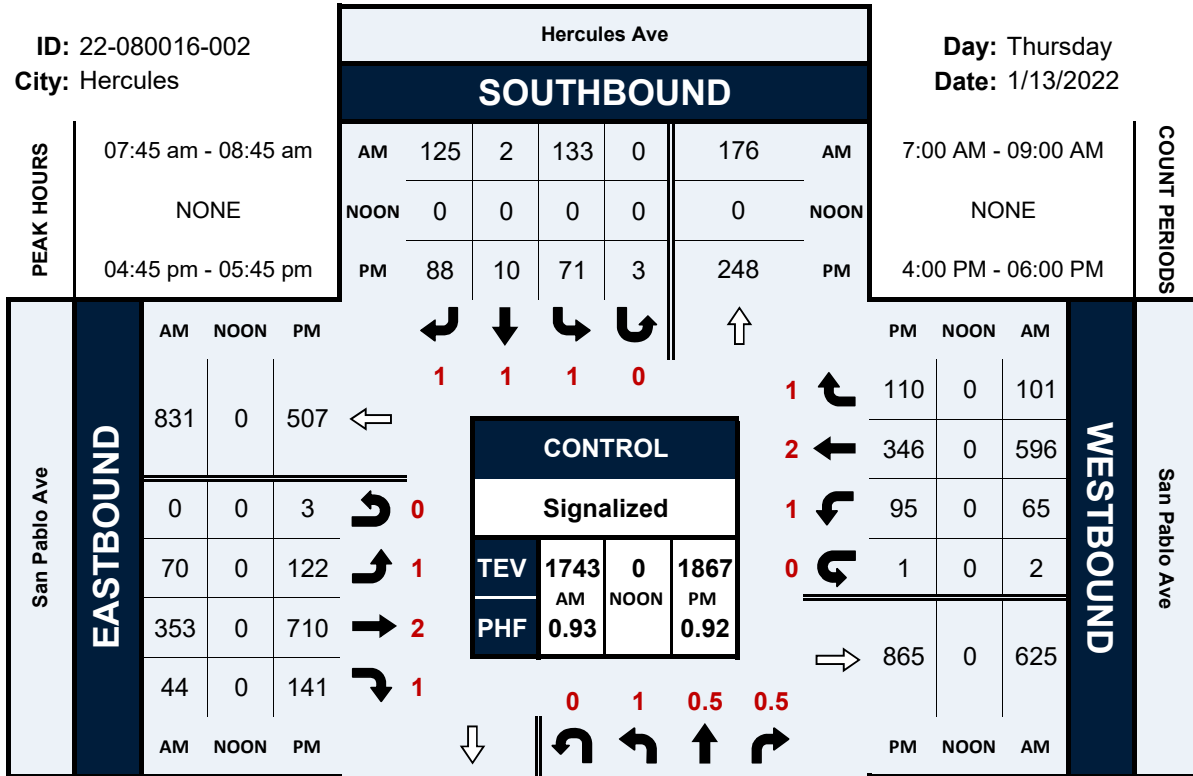 ID: 22-080016-002
City: Hercules
Hercules Ave
SOUTHBOUND
Day: Thursday
Date: 1/13/2022
PEAK HOURS
07:45 am - 08:45 am
NONE
04:45 pm - 05:45 pm
AM 125 2 133 0 176 AM
NOON 0 0 0 0 0 NOON
PM 88 10 71 3 248 PM
7:00 AM - 09:00 AM
NONE
4:00 PM - 06:00 PM
COUNT PERIODS
1 1 1 0
San Pablo Ave
EASTBOUND
AM NOON PM
831 0 507
0 0 3 0
70 0 122 1
353 0 710 2
44 0 141 1
AM NOON PM
CONTROL
Signalized
TEV 1743 0 1867
AM NOON PM
PHF 0.93 0.92
PM NOON AM
1 110 0 101
2 346 0 596
1 95 0 65
0 1 0 2
865 0 625
PM NOON AM
WESTBOUND
San Pablo Ave
0 1 0.5 0.5